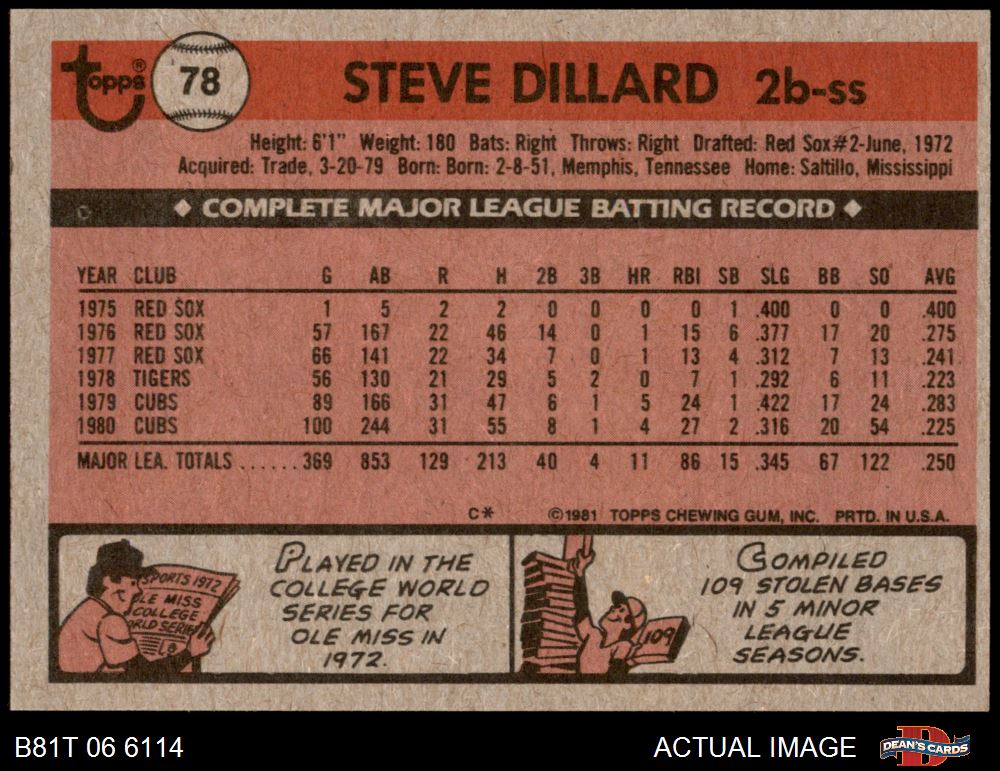 topps® 78 STEVE DILLARD 2b-ss
Height: 6'1" Weight: 180 Bats: Right Throws: Right Drafted: Red Sox#2-June, 1972
Acquired: Trade, 3-20-79 Born: Born: 2-8-51, Memphis, Tennessee Home: Saltillo, Mississippi
◆ COMPLETE MAJOR LEAGUE BATTING RECORD ◆
YEAR CLUB G AB R H 2B 3B HR RBI SB SLG BB SO AVG
1975 RED SOX 1 5 2 2 0 0 0 0 1 .400 0 0 .400
1976 RED SOX 57 167 22 46 14 0 1 15 6 .377 17 20 .275
1977 RED SOX 66 141 22 34 7 0 1 13 4 .312 7 13 .241
1978 TIGERS 56 130 21 29 5 2 0 7 1 .292 6 11 .223
1979 CUBS 89 166 31 47 6 1 5 24 1 .422 17 24 .283
1980 CUBS 100 244 31 55 8 1 4 27 2 .316 20 54 .225
MAJOR LEA. TOTALS ...... 369 853 129 213 40 4 11 86 15 .345 67 122 .250
C* ©1981 TOPPS CHEWING GUM, INC. PRTD. IN U.S.A.
SPORTS 1972
OLE MISS
COLLEGE
WORLD SERIES
PLAYED IN THE
COLLEGE WORLD
SERIES FOR
OLE MISS IN
1972.
109
COMPILED
109 STOLEN BASES
IN 5 MINOR
LEAGUE
SEASONS.
B81T 06 6114 ACTUAL IMAGE DEAN'S CARDS